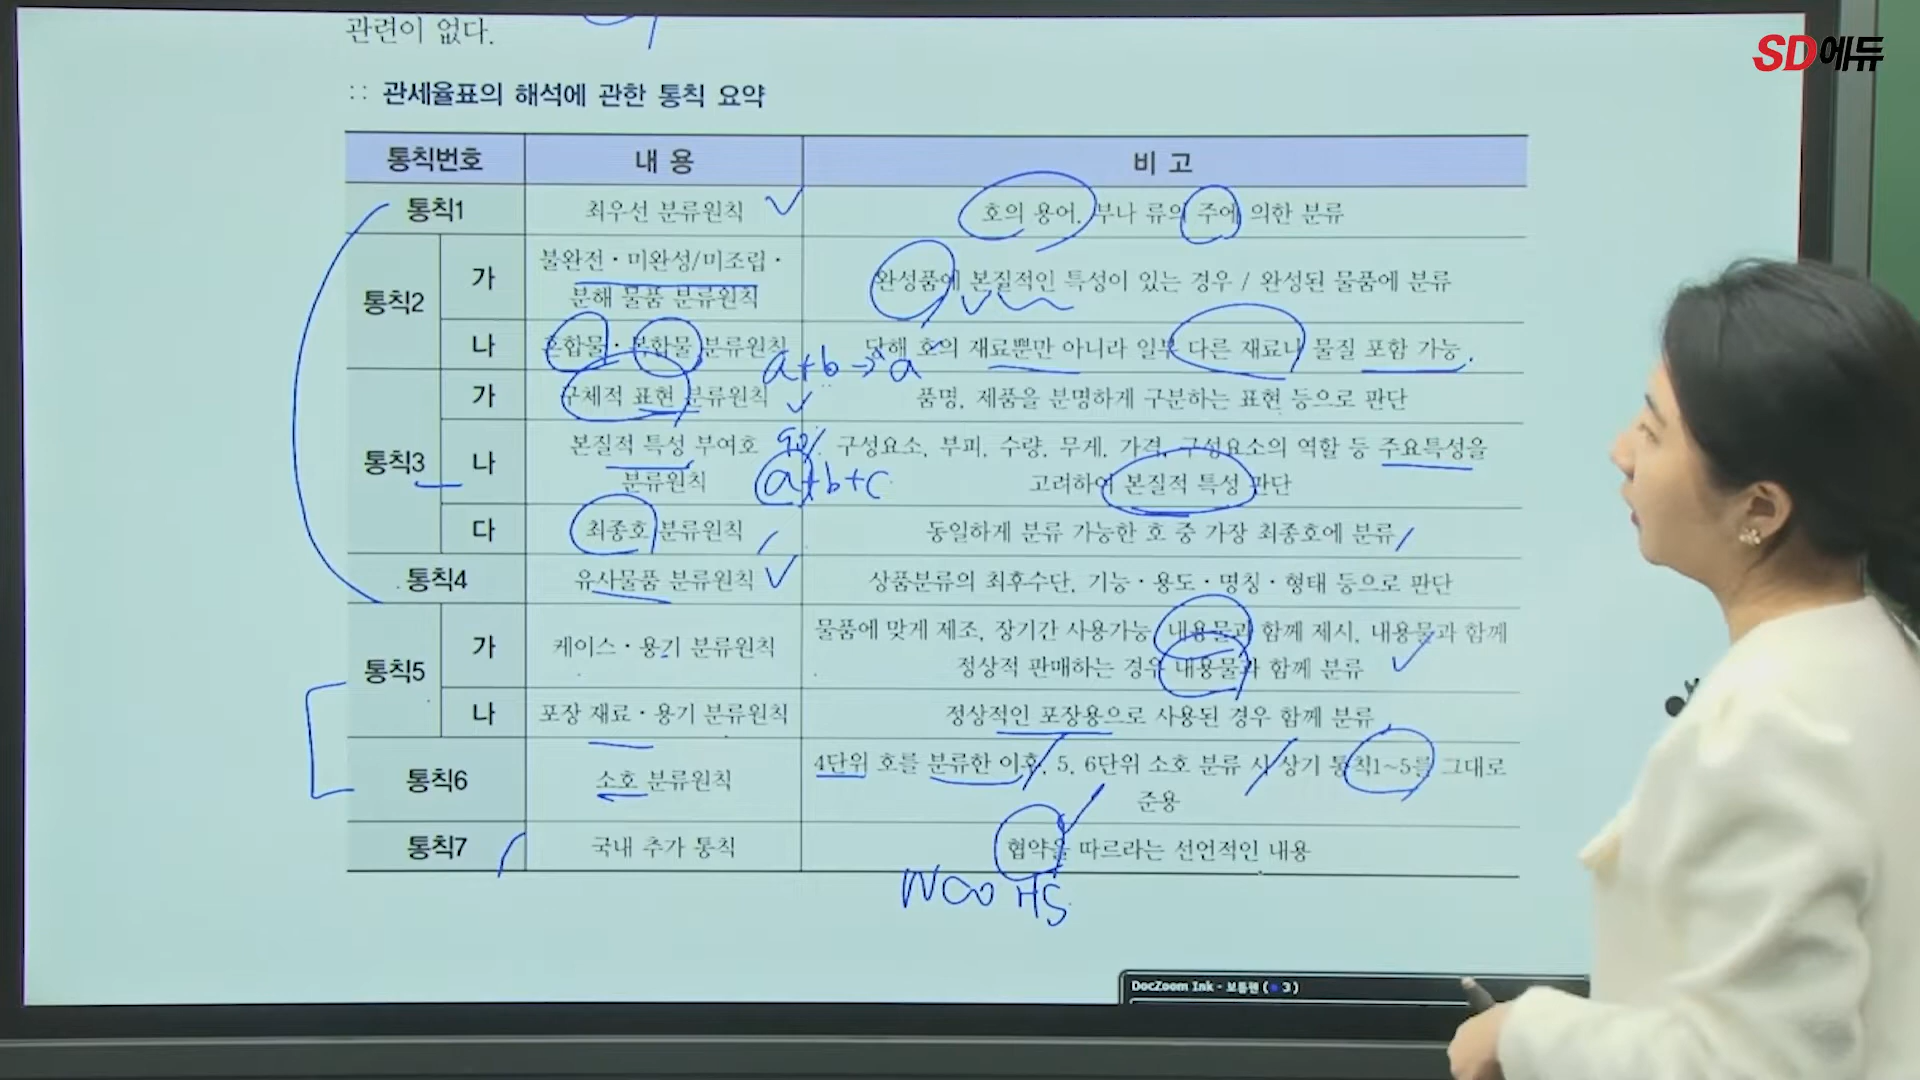 SD에듀
관련이 없다.
:: 관세율표의 해석에 관한 통칙 요약
통칙번호 내 용 비 고
통칙1 최우선 분류원칙 호의 용어, 부나 류의 주에 의한 분류
통칙2 가 불완전・미완성/미조립・
분해 물품 분류원칙
완성품에 본질적인 특성이 있는 경우 / 완성된 물품에 분류
나 혼합물・복합물 분류원칙 당해 호의 재료뿐만 아니라 일부 다른 재료나 물질 포함 가능
a+b → a
통칙3 가 구체적 표현 분류원칙 품명, 제품을 분명하게 구분하는 표현 등으로 판단
나 본질적 특성 부여호
분류원칙
90%
a+b+c
구성요소, 부피, 수량, 무게, 가격, 구성요소의 역할 등 주요특성을
고려하여 본질적 특성 판단
다 최종호 분류원칙 동일하게 분류 가능한 호 중 가장 최종호에 분류
통칙4 유사물품 분류원칙 상품분류의 최후수단, 기능・용도・명칭・형태 등으로 판단
통칙5 가 케이스・용기 분류원칙 물품에 맞게 제조, 장기간 사용가능, 내용물과 함께 제시, 내용물과 함께
정상적 판매하는 경우 내용물과 함께 분류
나 포장 재료・용기 분류원칙 정상적인 포장용으로 사용된 경우 함께 분류
통칙6 소호 분류원칙 4단위 호를 분류한 이후, 5, 6단위 소호 분류 시 상기 통칙1~5를 그대로
준용
통칙7 국내 추가 통칙 협약을 따르라는 선언적인 내용
WCO HS
DocZoom Ink - 보통펜 ( 3 )